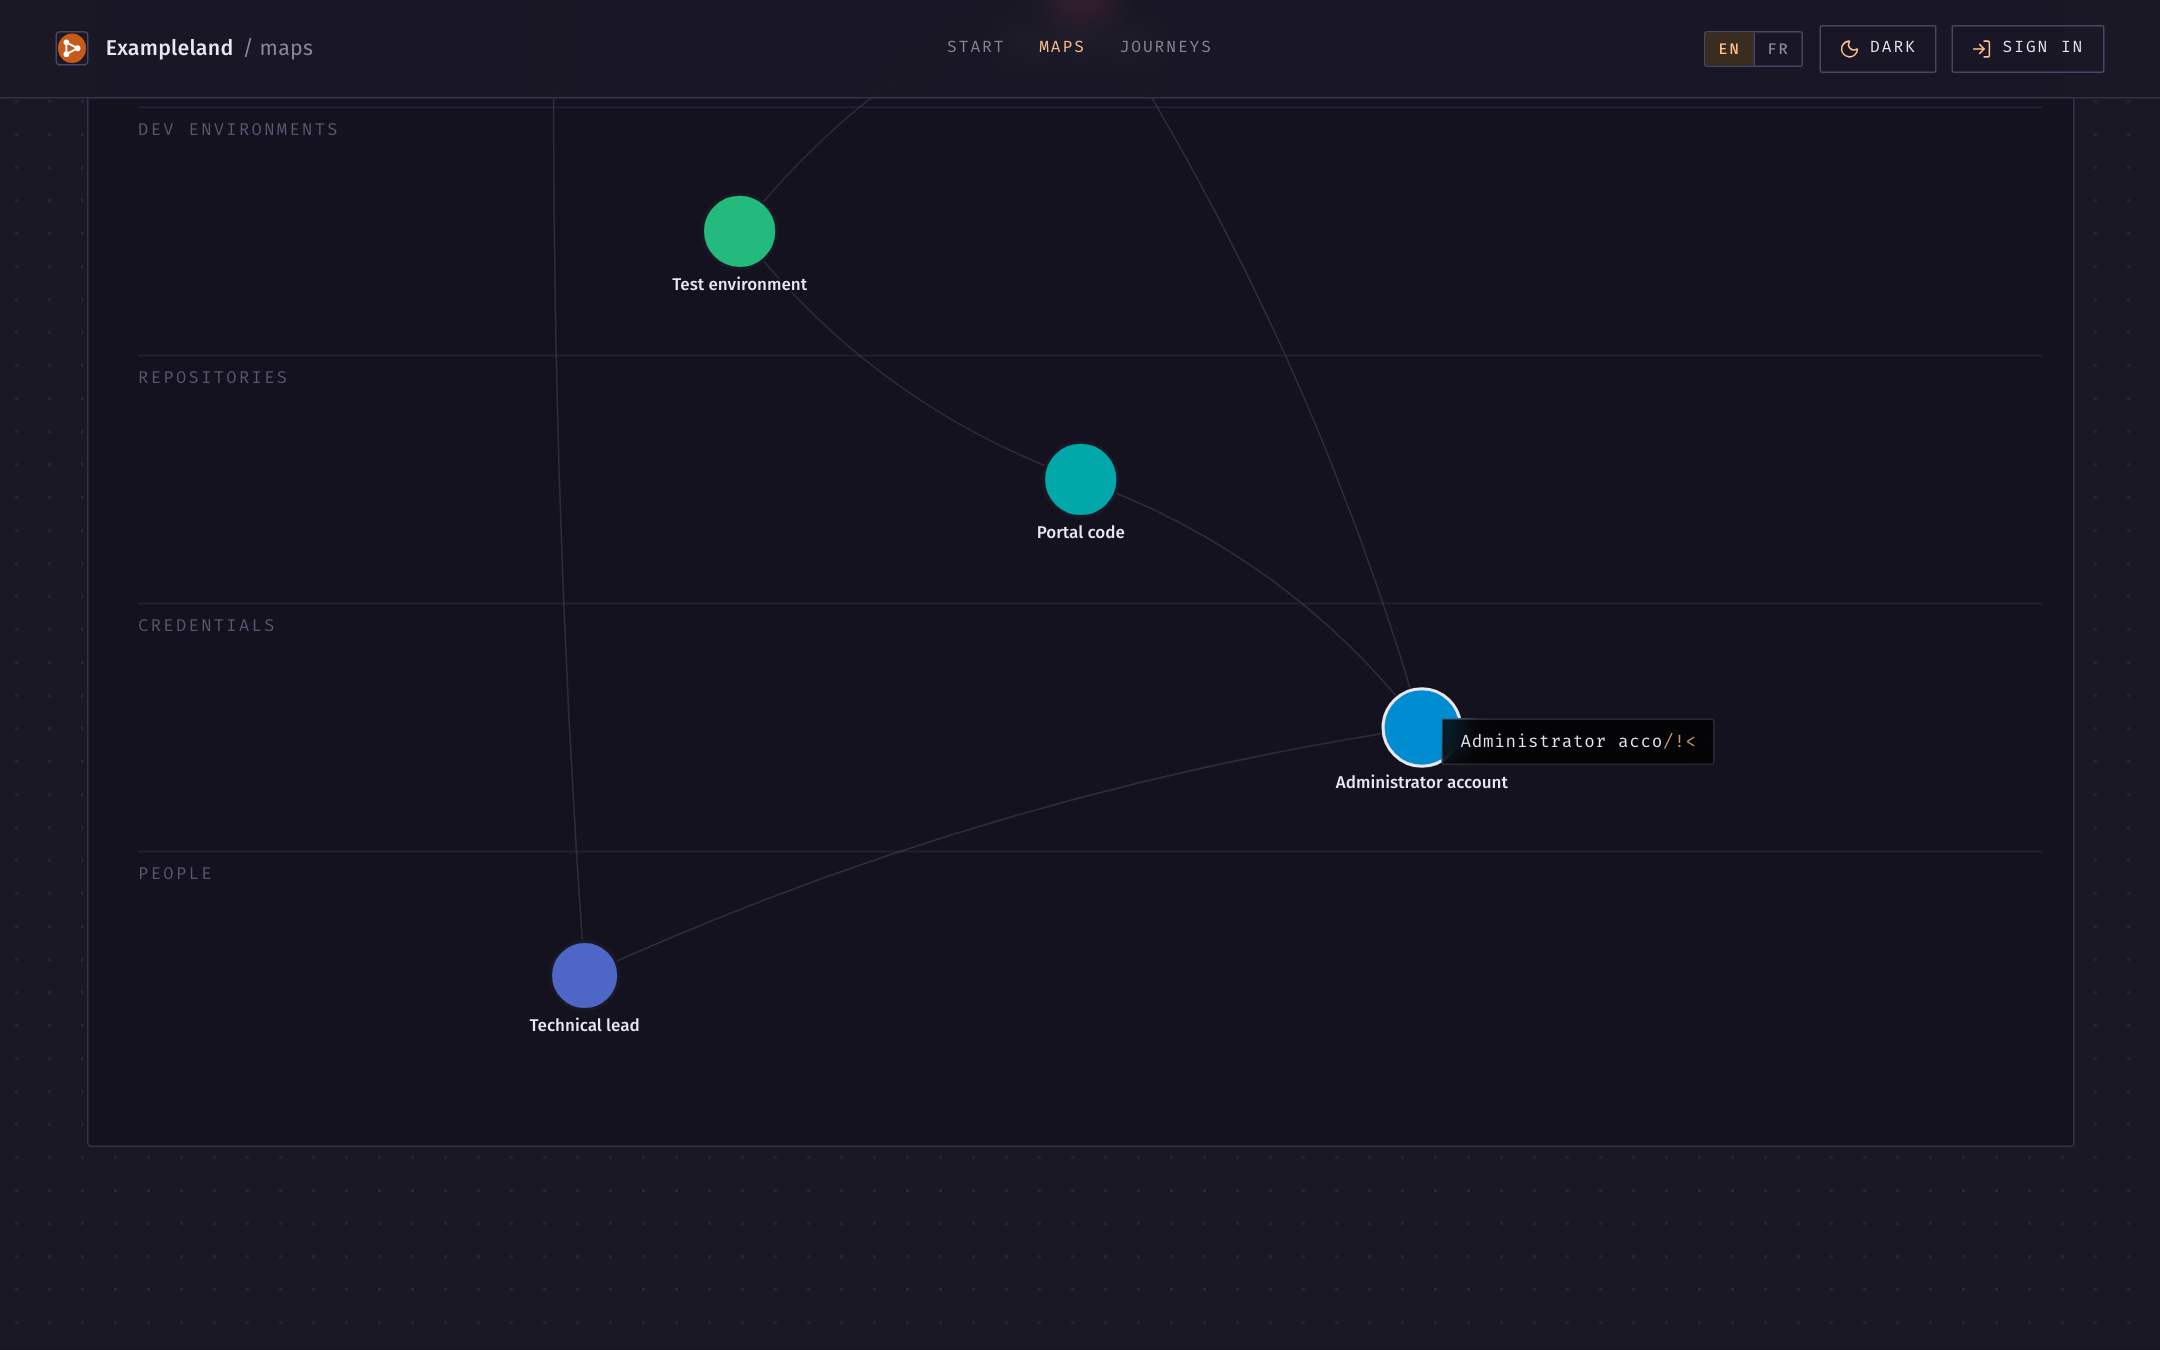 Exampleland / maps
START MAPS JOURNEYS
EN FR
DARK
SIGN IN
DEV ENVIRONMENTS
Test environment
REPOSITORIES
Portal code
CREDENTIALS
Administrator acco/!<
Administrator account
PEOPLE
Technical lead